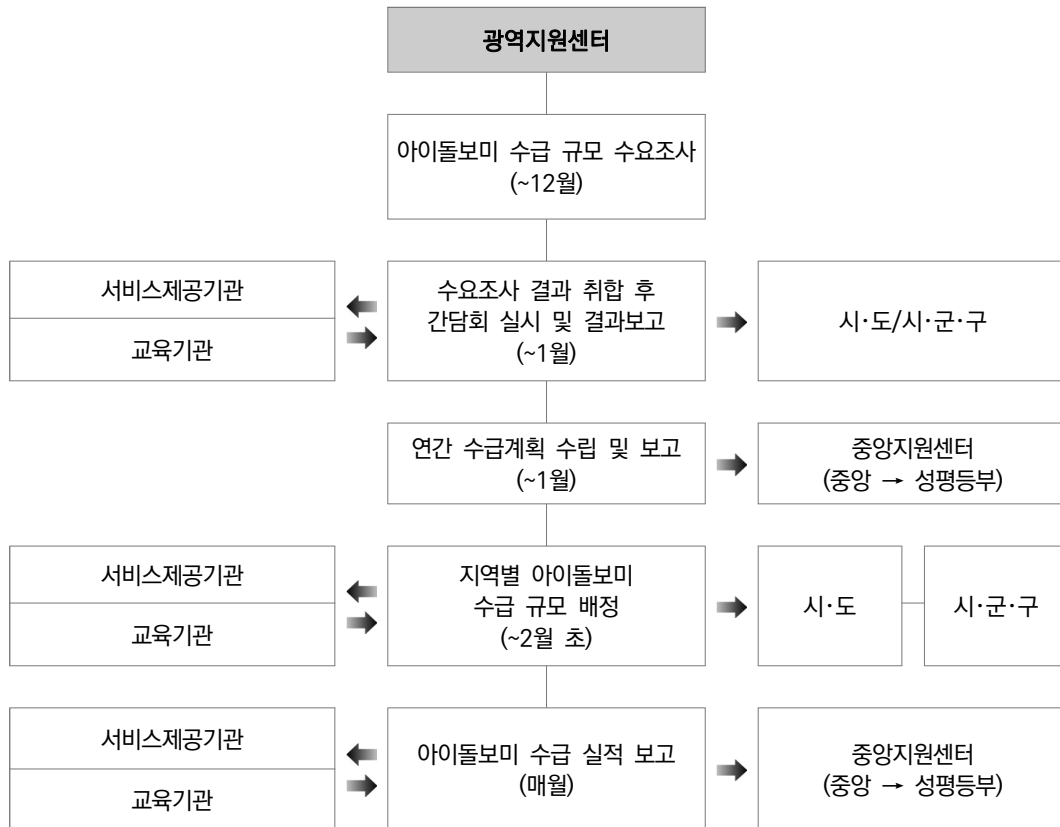 광역지원센터
아이돌보미 수급 규모 수요조사
(~12월)
서비스제공기관
교육기관
수요조사 결과 취합 후
간담회 실시 및 결과보고
(~1월)
시·도/시·군·구
연간 수급계획 수립 및 보고
(~1월)
중앙지원센터
(중앙 → 성평등부)
서비스제공기관
교육기관
지역별 아이돌보미
수급 규모 배정
(~2월 초)
시·도
시·군·구
서비스제공기관
교육기관
아이돌보미 수급 실적 보고
(매월)
중앙지원센터
(중앙 → 성평등부)